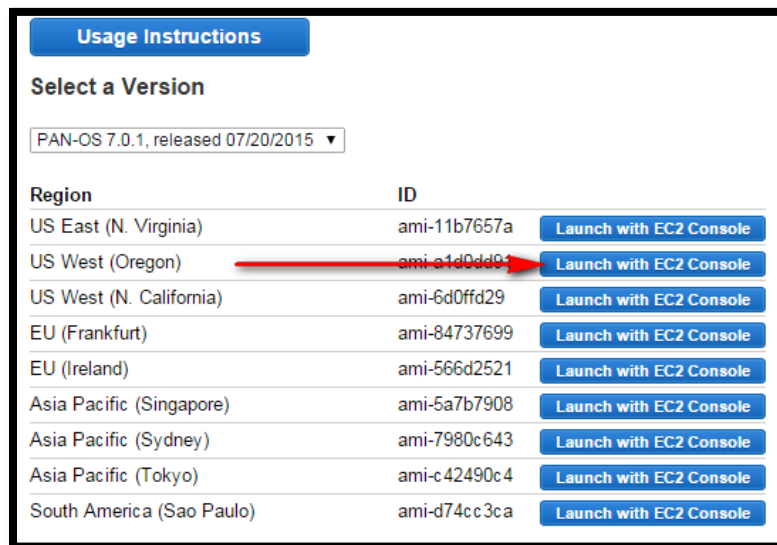 Usage Instructions
Select a Version
PAN-OS 7.0.1, released 07/20/2015
Region ID
US East (N. Virginia) ami-11b7657a Launch with EC2 Console
US West (Oregon) ami-a1d0dd91 Launch with EC2 Console
US West (N. California) ami-6d0ffd29 Launch with EC2 Console
EU (Frankfurt) ami-84737699 Launch with EC2 Console
EU (Ireland) ami-566d2521 Launch with EC2 Console
Asia Pacific (Singapore) ami-5a7b7908 Launch with EC2 Console
Asia Pacific (Sydney) ami-7980c643 Launch with EC2 Console
Asia Pacific (Tokyo) ami-c42490c4 Launch with EC2 Console
South America (Sao Paulo) ami-d74cc3ca Launch with EC2 Console